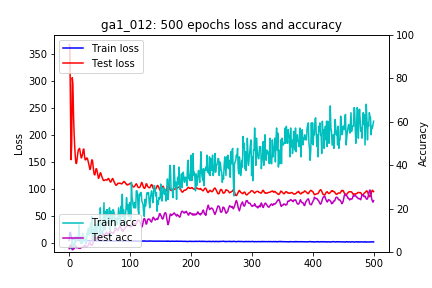 ga1_012: 500 epochs loss and accuracy
Train loss
Test loss
Train acc
Test acc
Loss
350
300
250
200
150
100
50
0
Accuracy
100
80
60
40
20
0
0 100 200 300 400 500